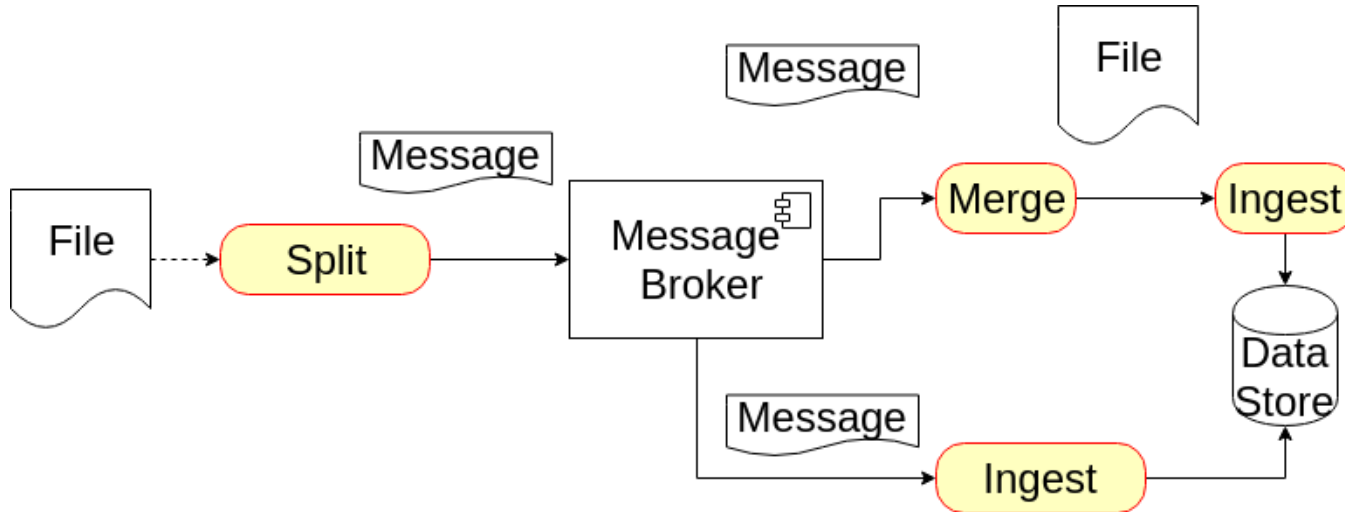 File
Message
Message
File
Split
Message
Broker
Merge
Ingest
Message
Ingest
Data
Store